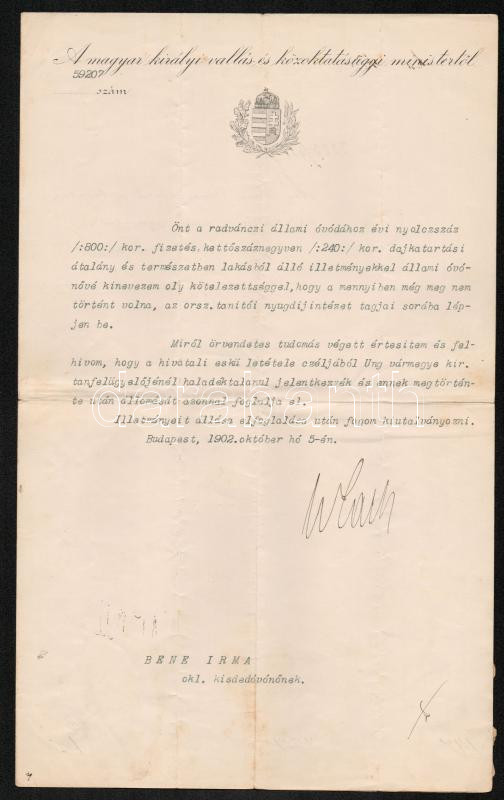 A magyar királyi vallás és közoktatásügyi ministertől
59207
szám
Önt a radvánczi állami óvódához évi nyolczszáz
/:800:/ kor. fizetés, kettőszáznegyven /:240:/ kor. dajkatartási
átalány és természetben lakásból álló illetményekkel állami óvó-
nővé kinevezem oly kötelezettséggel, hogy a mennyiben még meg nem
történt volna, az orsz. tanitói nyugdijintézet tagjai sorába lép-
jen be.
Miről örvendetes tudomás végett értesitem és fel-
hivom, hogy a hivatali eskü letétele czéljából Ung vármegye kir.
tanfelügyelőjénél haladéktalanul jelentkezzék és ennek megtörtén-
te után állomását azonnal foglalja el.
Illetményeit állása elfoglalása után fogom kiutalványozni.
Budapest, 1902. október hó 5-én.
Wlassics
BENE IRMA
okl. kisdedóvónőnek.
darabanth